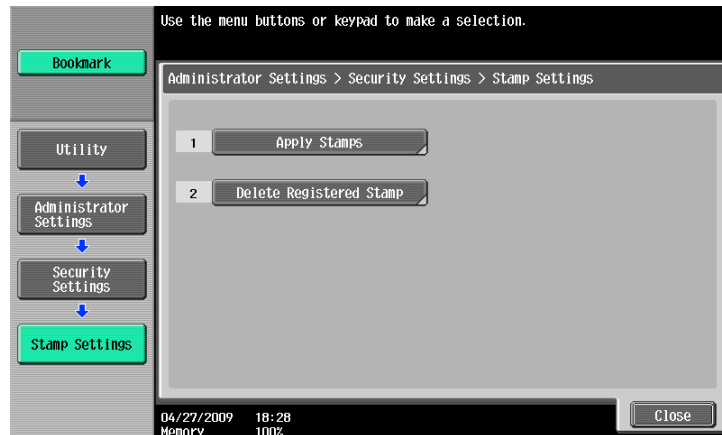 Use the menu buttons or keypad to make a selection.
Bookmark
Administrator Settings > Security Settings > Stamp Settings
Utility
Administrator
Settings
Security
Settings
Stamp Settings
1 Apply Stamps
2 Delete Registered Stamp
04/27/2009 18:28
Memory 100%
Close